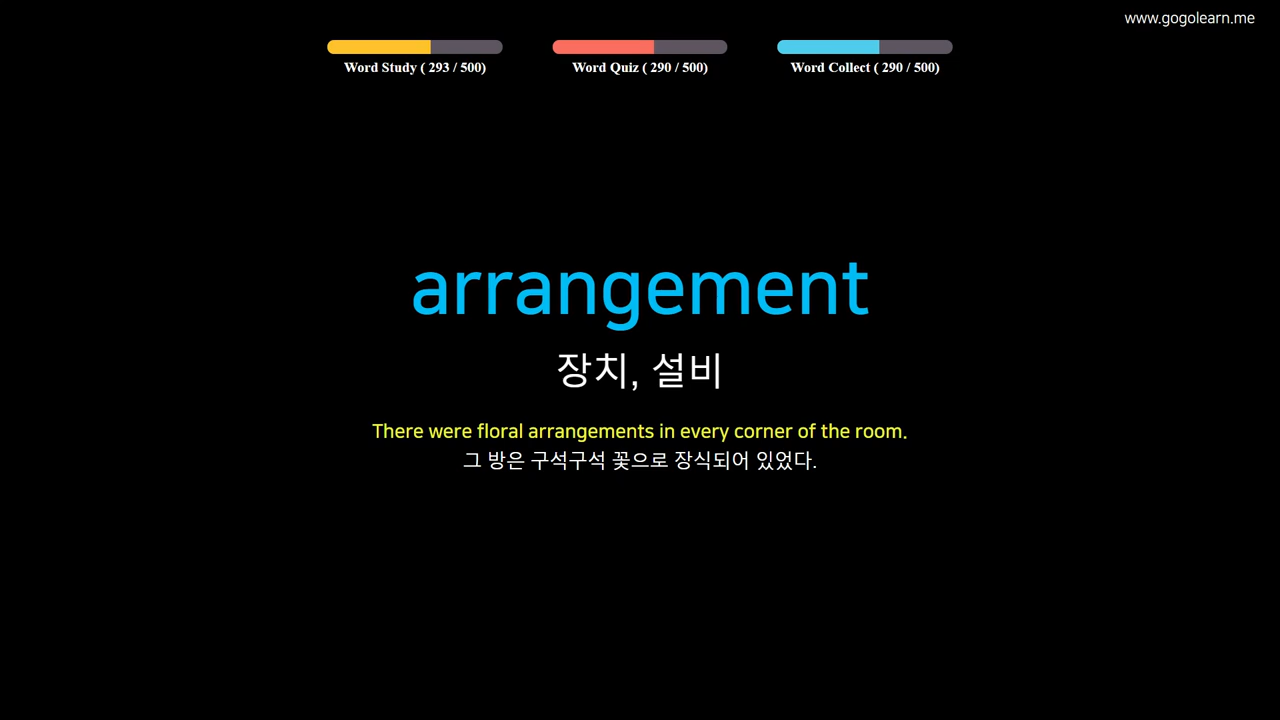 www.gogolearn.me
Word Study ( 293 / 500)
Word Quiz ( 290 / 500)
Word Collect ( 290 / 500)
arrangement
장치, 설비
There were floral arrangements in every corner of the room.
그 방은 구석구석 꽃으로 장식되어 있었다.